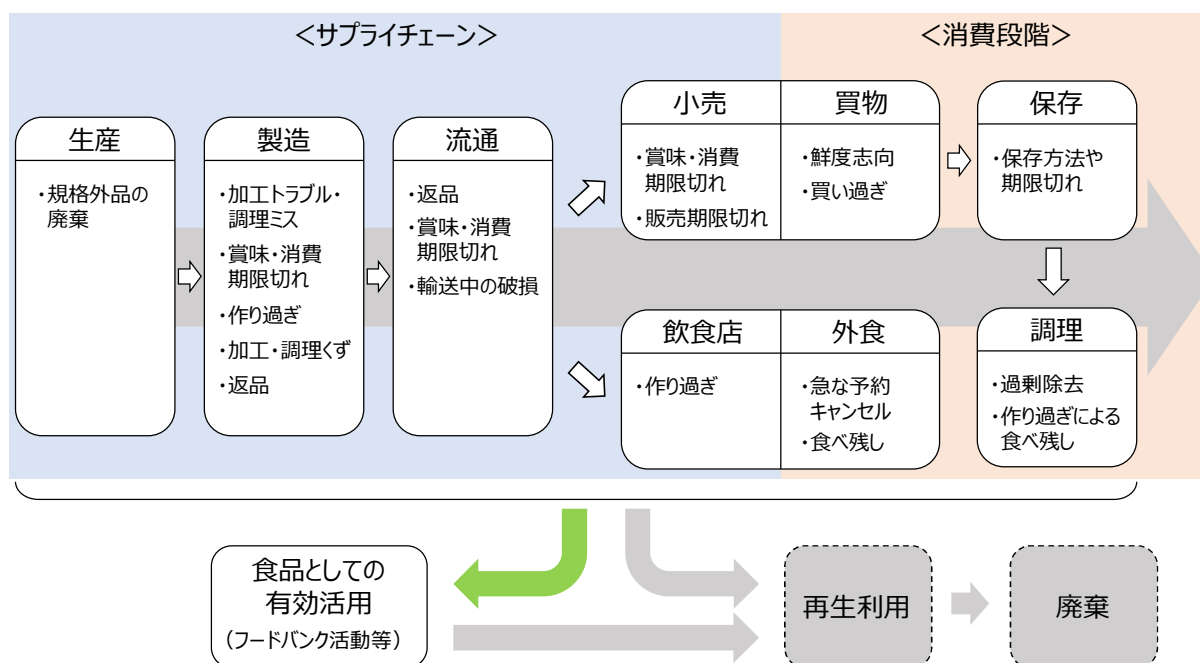 ＜サプライチェーン＞
＜消費段階＞
生産
・規格外品の
廃棄
製造
・加工トラブル・
調理ミス
・賞味・消費
期限切れ
・作り過ぎ
・加工・調理くず
・返品
流通
・返品
・賞味・消費
期限切れ
・輸送中の破損
小売
・賞味・消費
期限切れ
・販売期限切れ
買物
・鮮度志向
・買い過ぎ
保存
・保存方法や
期限切れ
飲食店
・作り過ぎ
外食
・急な予約
キャンセル
・食べ残し
調理
・過剰除去
・作り過ぎによる
食べ残し
食品としての
有効活用
（フードバンク活動等）
再生利用
廃棄